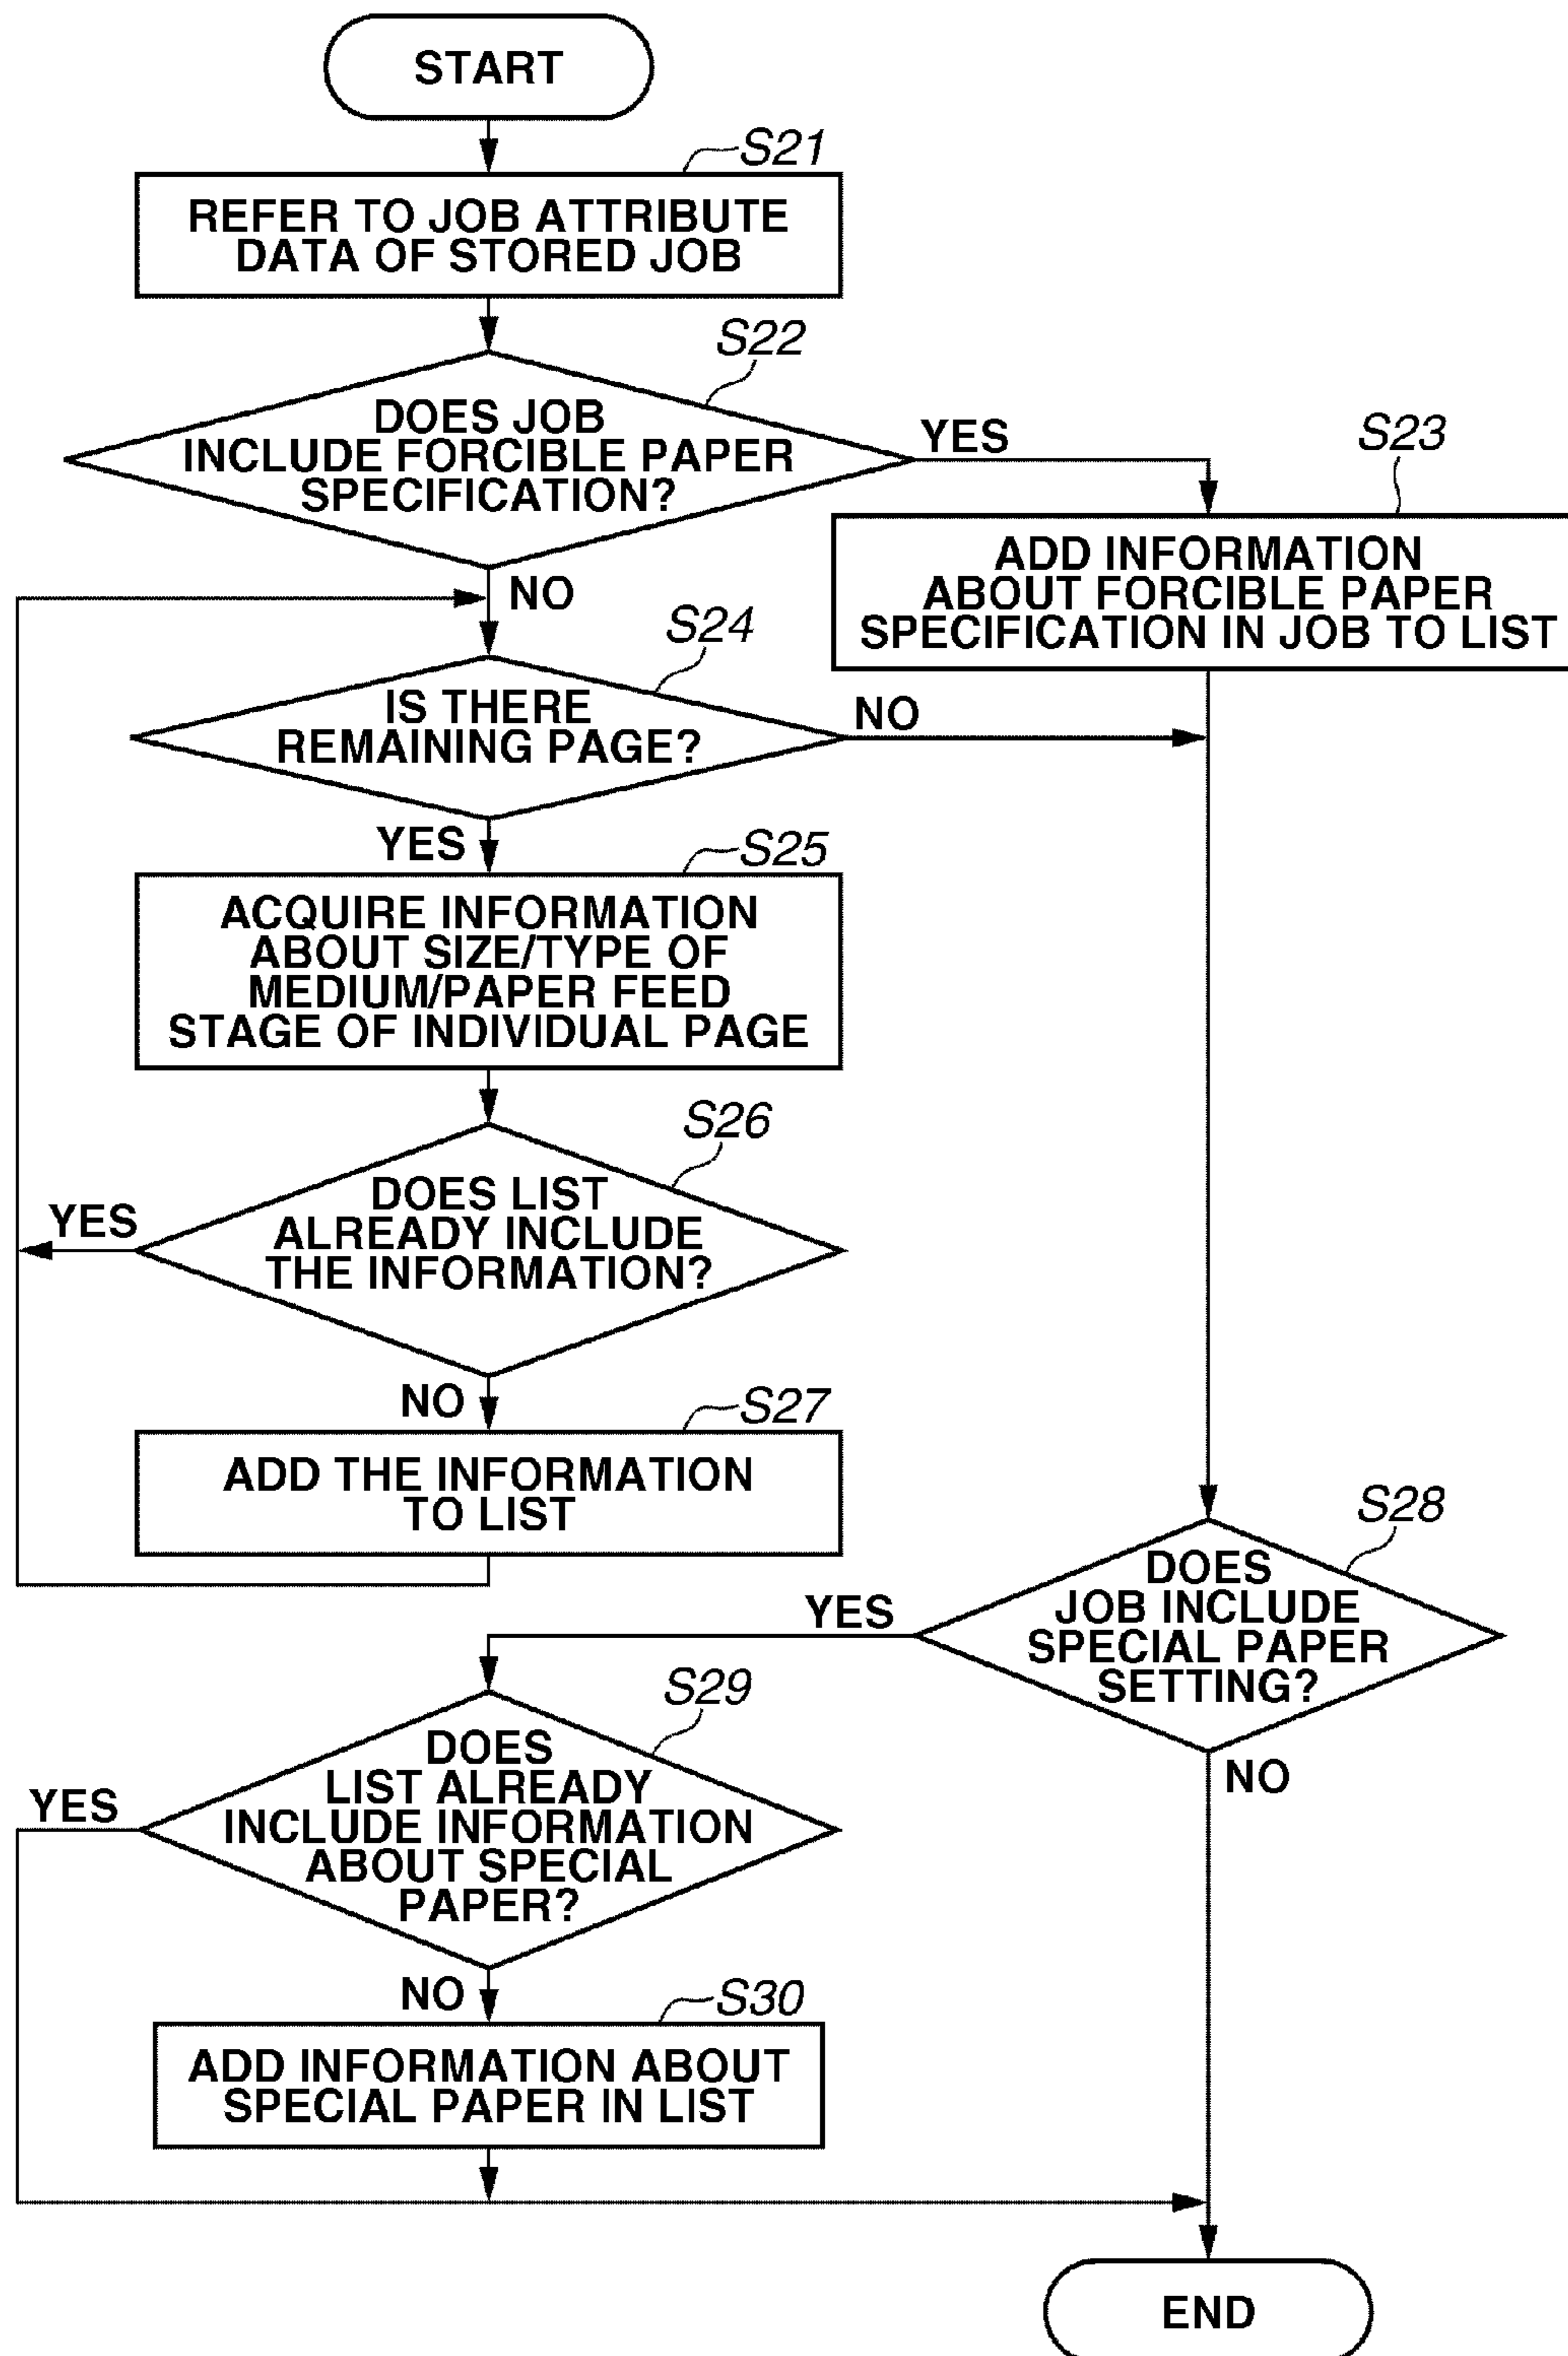 START
S21
REFER TO JOB ATTRIBUTE
DATA OF STORED JOB
S22
DOES JOB
INCLUDE FORCIBLE PAPER
SPECIFICATION?
YES
S23
ADD INFORMATION
ABOUT FORCIBLE PAPER
SPECIFICATION IN JOB TO LIST
NO
S24
IS THERE
REMAINING PAGE?
NO
YES
S25
ACQUIRE INFORMATION
ABOUT SIZE/TYPE OF
MEDIUM/PAPER FEED
STAGE OF INDIVIDUAL PAGE
S26
DOES LIST
ALREADY INCLUDE
THE INFORMATION?
YES
NO
S27
ADD THE INFORMATION
TO LIST
S28
DOES
JOB INCLUDE
SPECIAL PAPER
SETTING?
YES
NO
S29
DOES
LIST ALREADY
INCLUDE INFORMATION
ABOUT SPECIAL
PAPER?
YES
NO
S30
ADD INFORMATION ABOUT
SPECIAL PAPER IN LIST
END